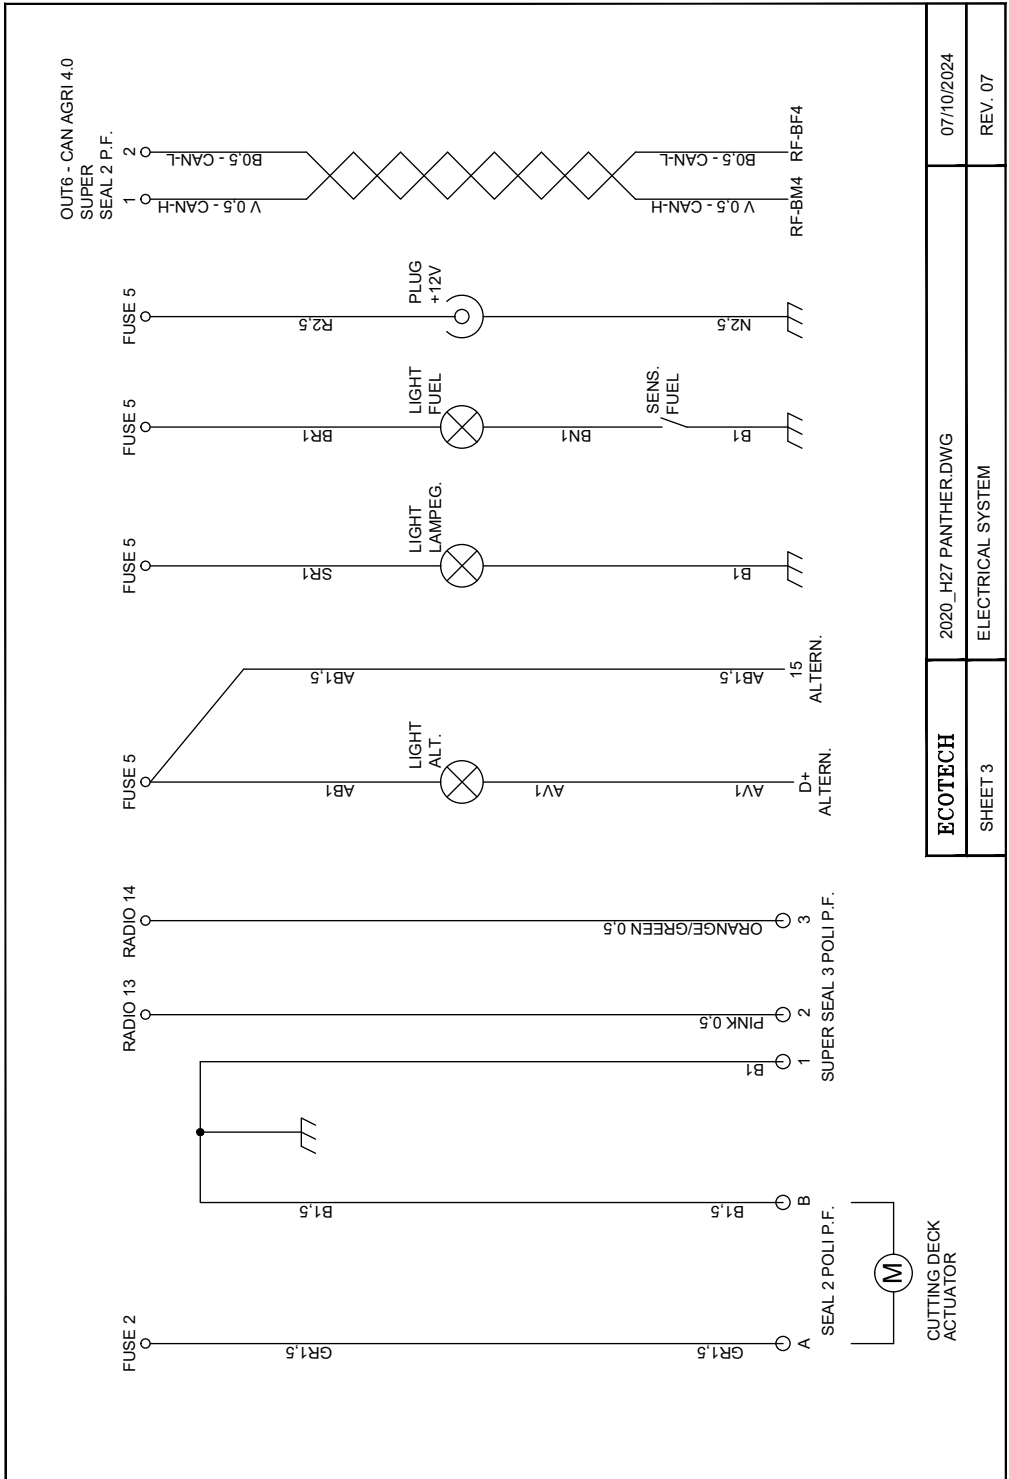 FUSE 2
GR1,5
GR1,5
A
B1,5
B1,5
B
SEAL 2 POLI P.F.
M
CUTTING DECK
ACTUATOR
B1
1
RADIO 13
PINK 0,5
2
RADIO 14
ORANGE/GREEN 0,5
3
SUPER SEAL 3 POLI P.F.
FUSE 5
AB1
LIGHT
ALT.
AV1
AV1
D+
ALTERN.
AB1,5
AB1,5
15
ALTERN.
FUSE 5
SR1
LIGHT
LAMPEG.
B1
FUSE 5
BR1
LIGHT
FUEL
BN1
SENS.
FUEL
B1
FUSE 5
R2,5
PLUG
+12V
N2,5
OUT6 - CAN AGRI 4.0
SUPER
SEAL 2 P.F.
1
2
V 0,5 - CAN-H
B0,5 - CAN-L
V 0,5 - CAN-H
B0,5 - CAN-L
RF-BM4
RF-BF4
ECOTECH
2020_H27 PANTHER.DWG
07/10/2024
SHEET 3
ELECTRICAL SYSTEM
REV. 07